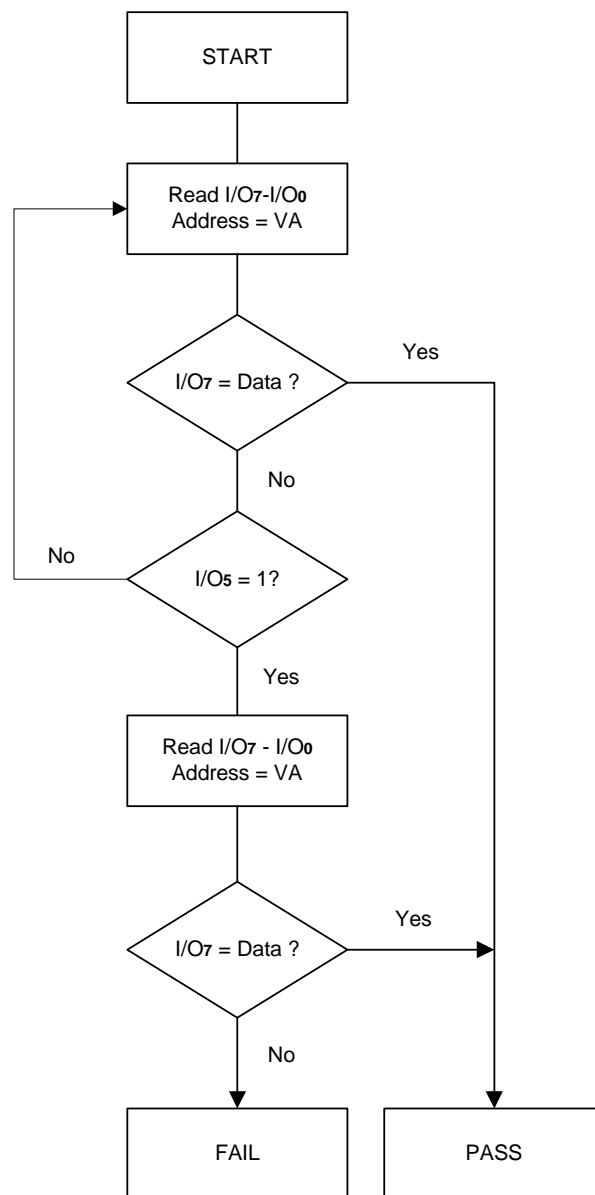 START
Read I/O7-I/O0
Address = VA
I/O7 = Data ?
Yes
No
I/O5 = 1?
No
Yes
Read I/O7 - I/O0
Address = VA
I/O7 = Data ?
Yes
No
FAIL
PASS